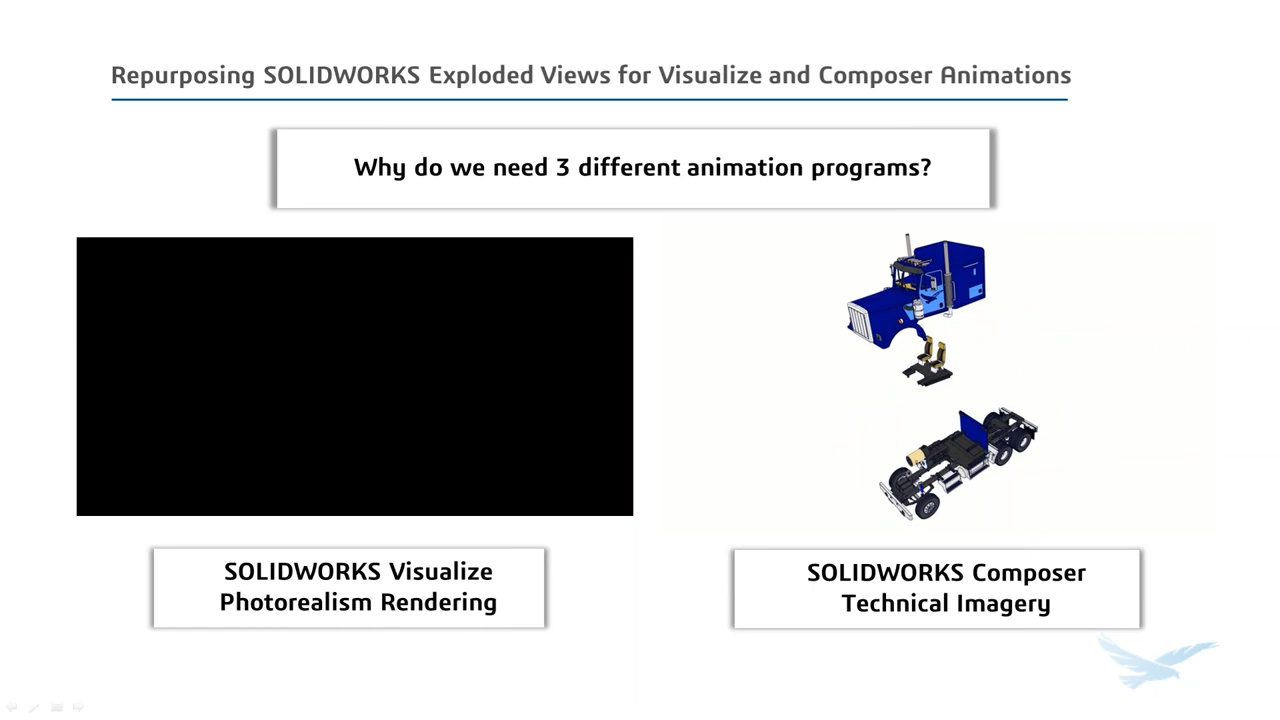 Repurposing SOLIDWORKS Exploded Views for Visualize and Composer Animations
Why do we need 3 different animation programs?
SOLIDWORKS Visualize
Photorealism Rendering
SOLIDWORKS Composer
Technical Imagery